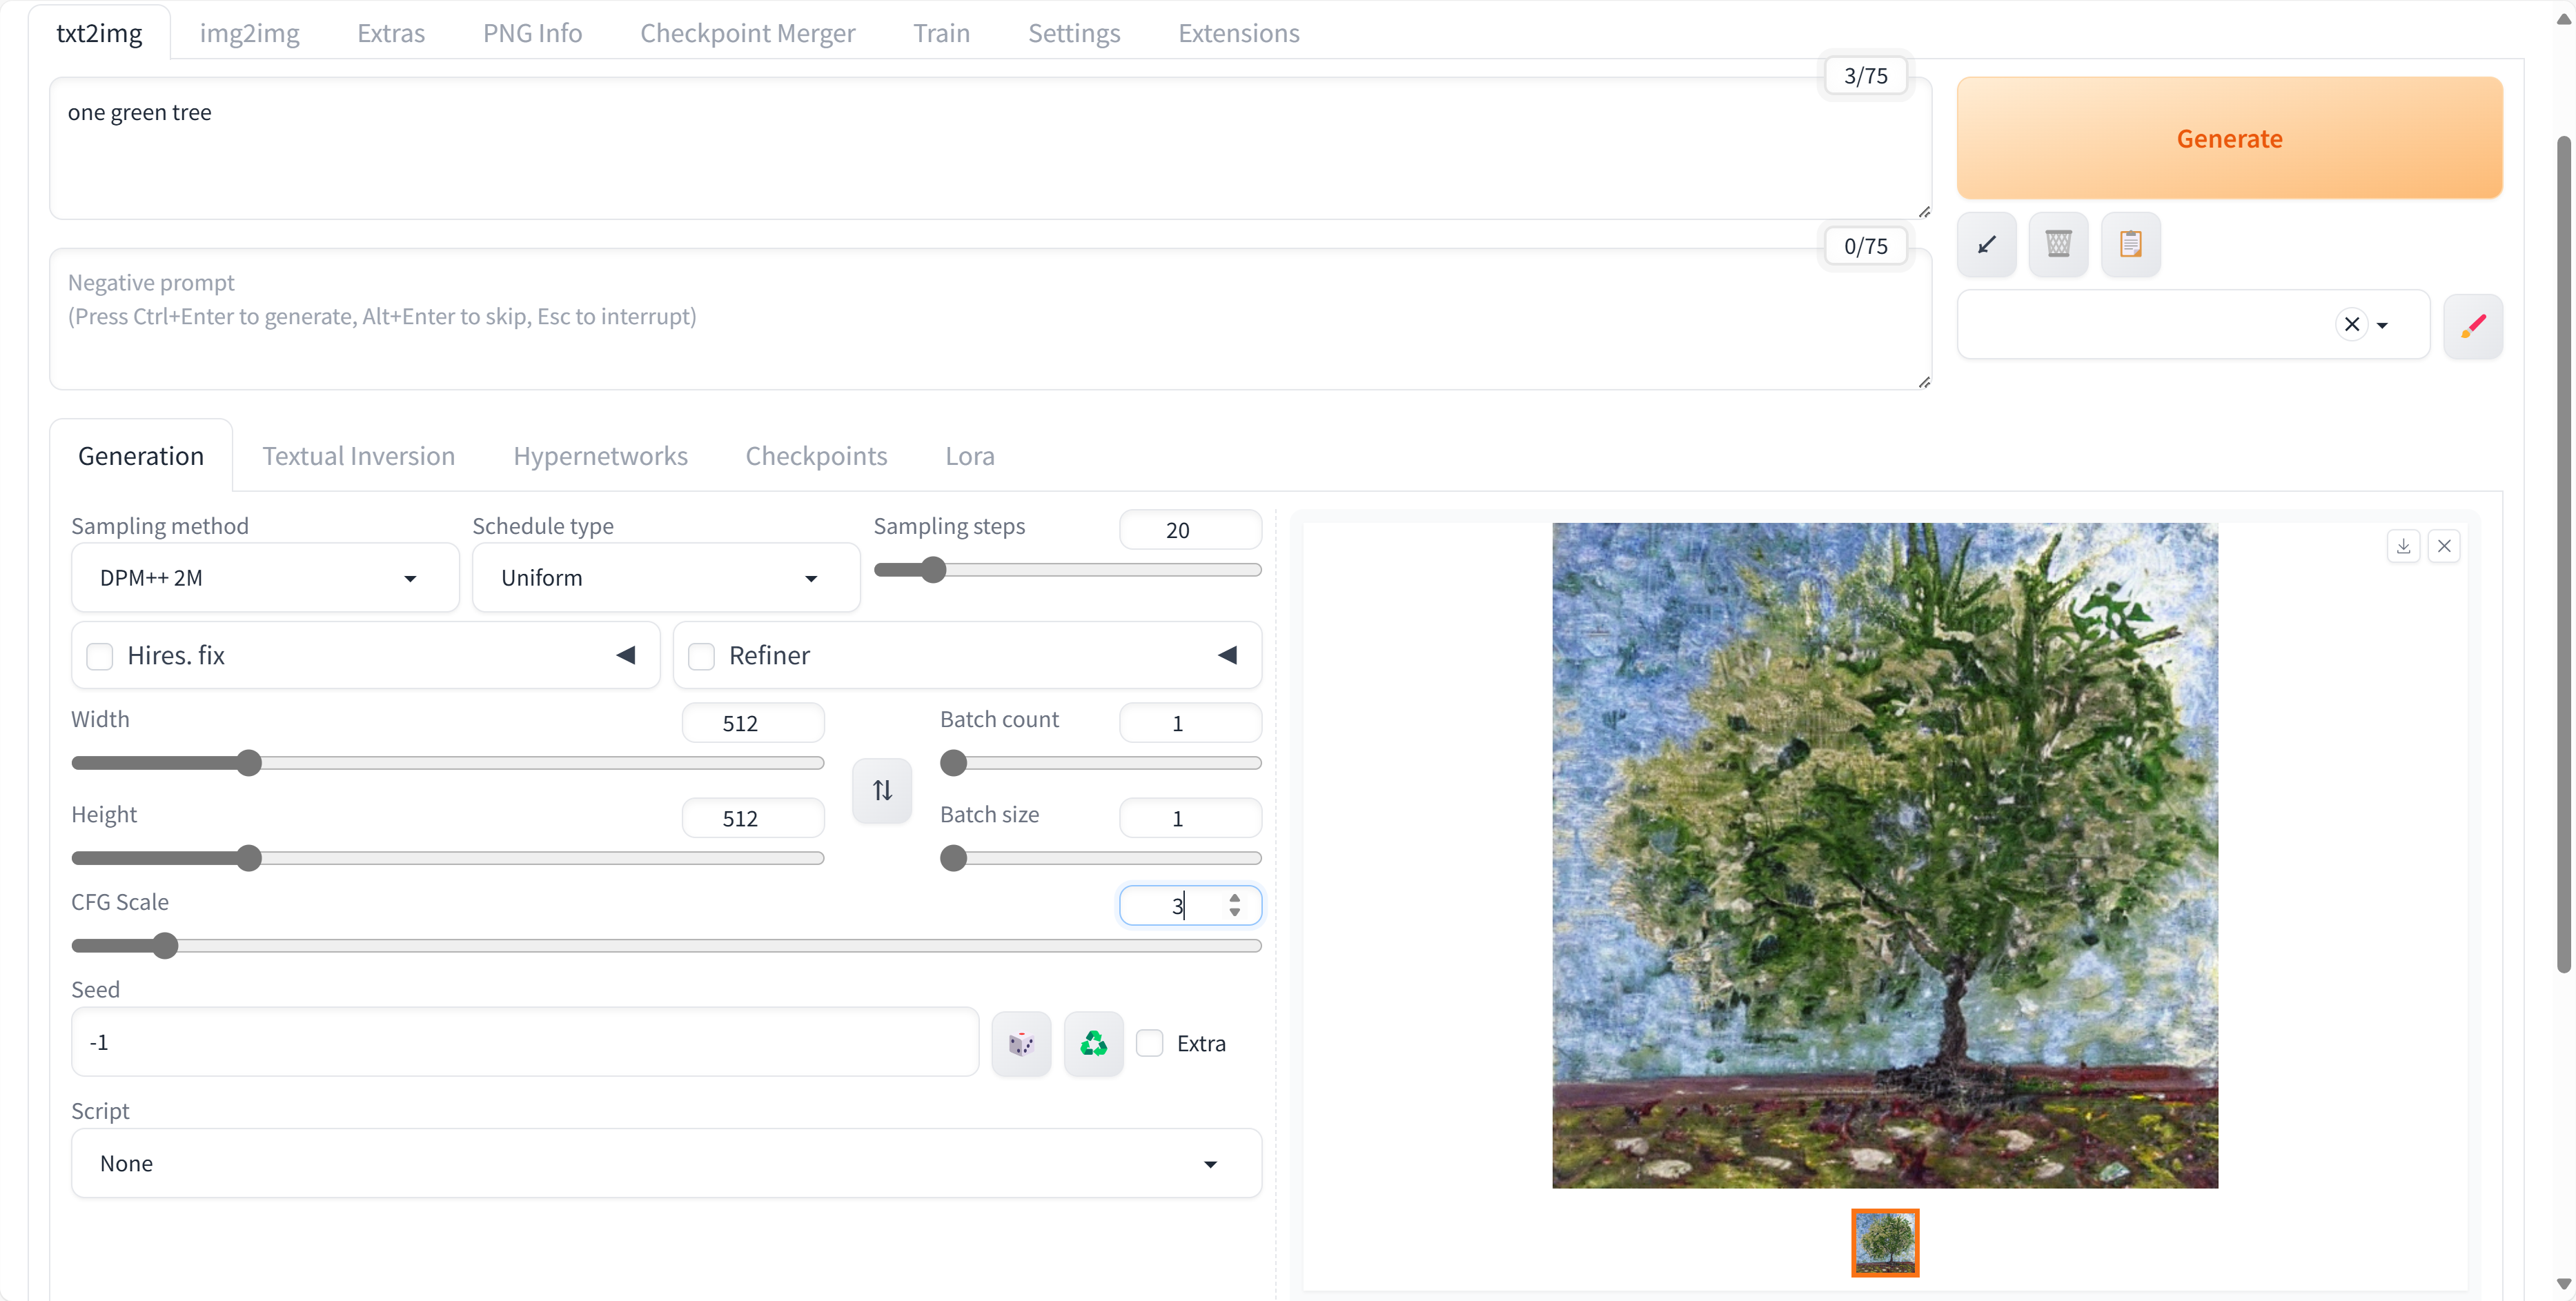 txt2img img2img Extras PNG Info Checkpoint Merger Train Settings Extensions
3/75
one green tree
Generate
0/75
Negative prompt
(Press Ctrl+Enter to generate, Alt+Enter to skip, Esc to interrupt)
Generation Textual Inversion Hypernetworks Checkpoints Lora
Sampling method Schedule type Sampling steps 20
DPM++ 2M Uniform
Hires. fix Refiner
Width 512 Batch count 1
Height 512 Batch size 1
CFG Scale 3
Seed
-1 Extra
Script
None